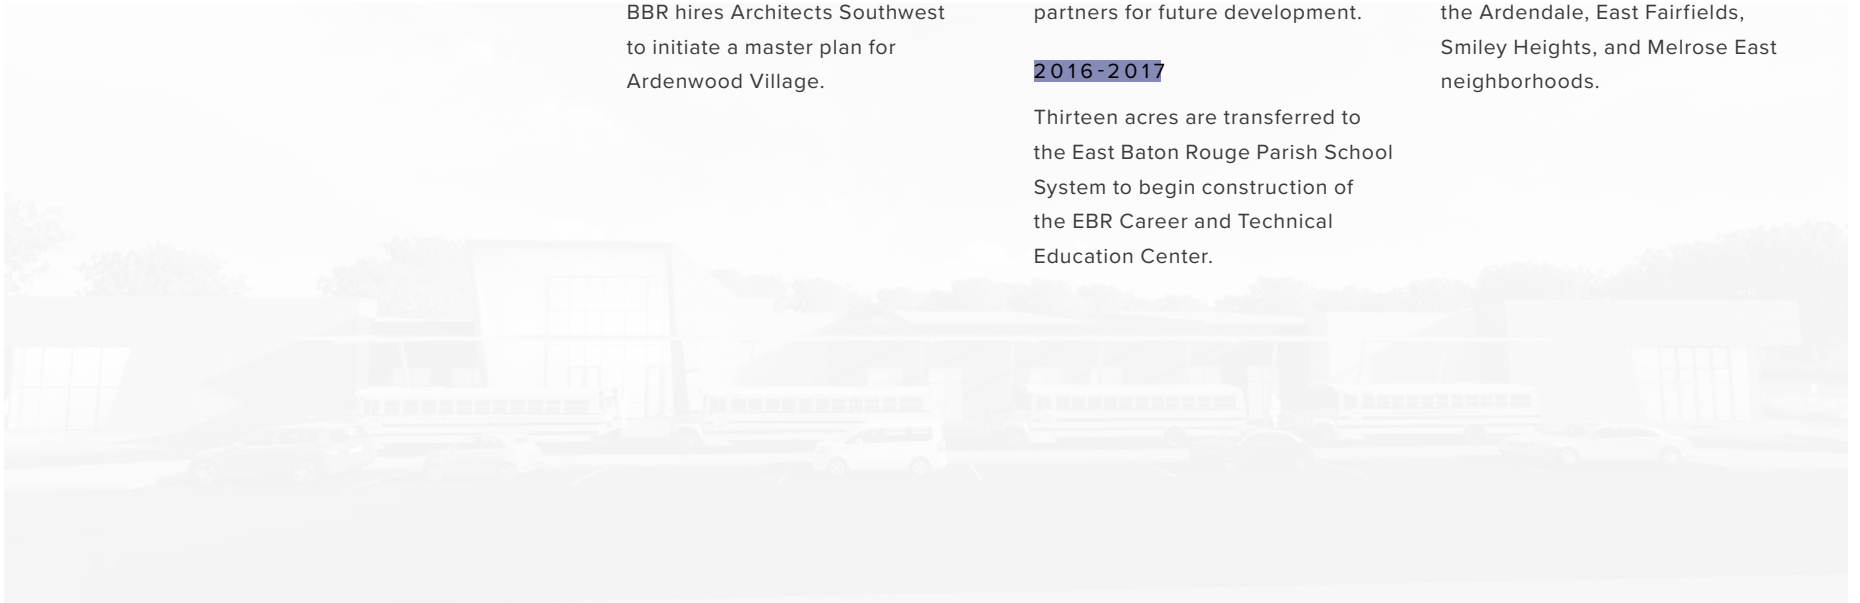 BBR hires Architects Southwest
to initiate a master plan for
Ardenwood Village.
partners for future development.
2016-2017
Thirteen acres are transferred to
the East Baton Rouge Parish School
System to begin construction of
the EBR Career and Technical
Education Center.
the Ardendale, East Fairfields,
Smiley Heights, and Melrose East
neighborhoods.